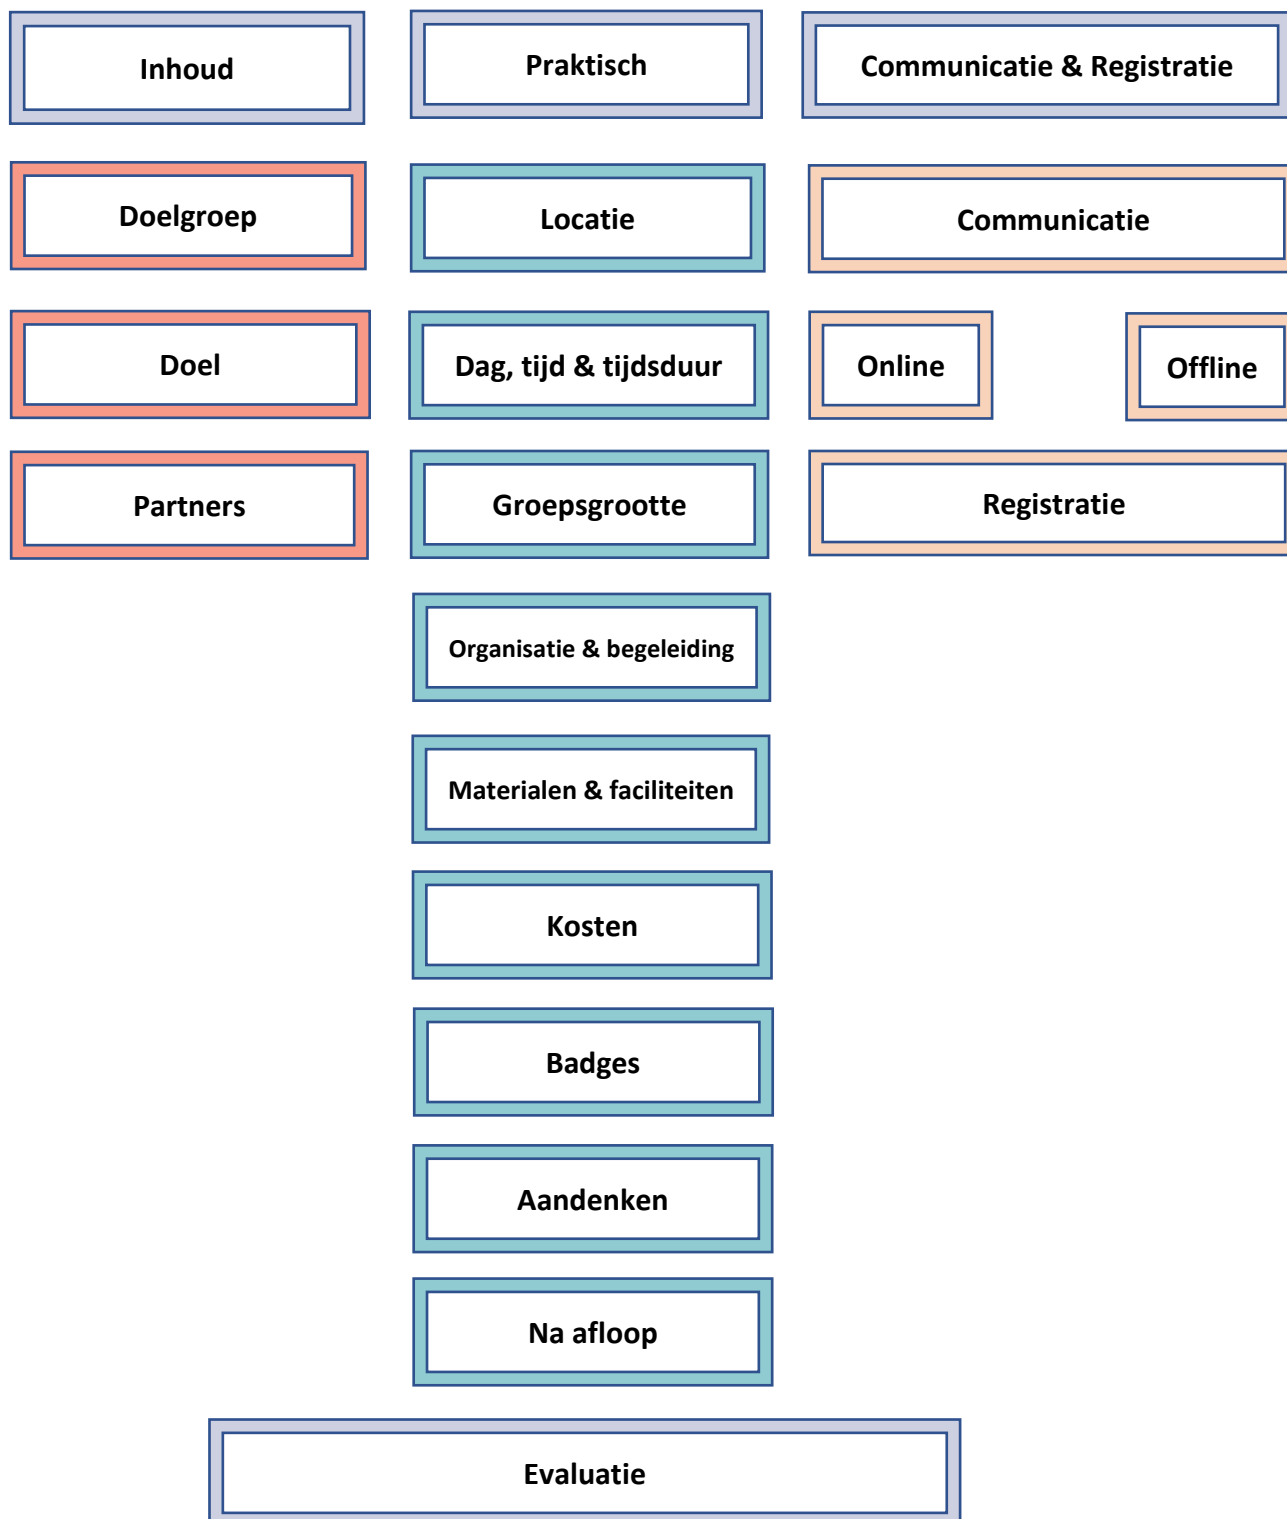 Inhoud
Praktisch
Communicatie & Registratie
Doelgroep
Locatie
Communicatie
Doel
Dag, tijd & tijdsduur
Online
Offline
Partners
Groepsgrootte
Registratie
Organisatie & begeleiding
Materialen & faciliteiten
Kosten
Badges
Aandenken
Na afloop
Evaluatie